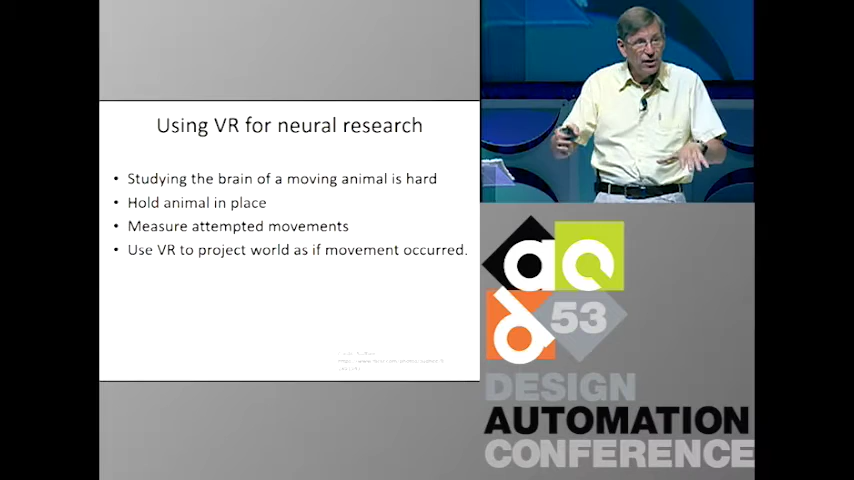 Using VR for neural research
• Studying the brain of a moving animal is hard
• Hold animal in place
• Measure attempted movements
• Use VR to project world as if movement occurred.
53
DESIGN
AUTOMATION
CONFERENCE